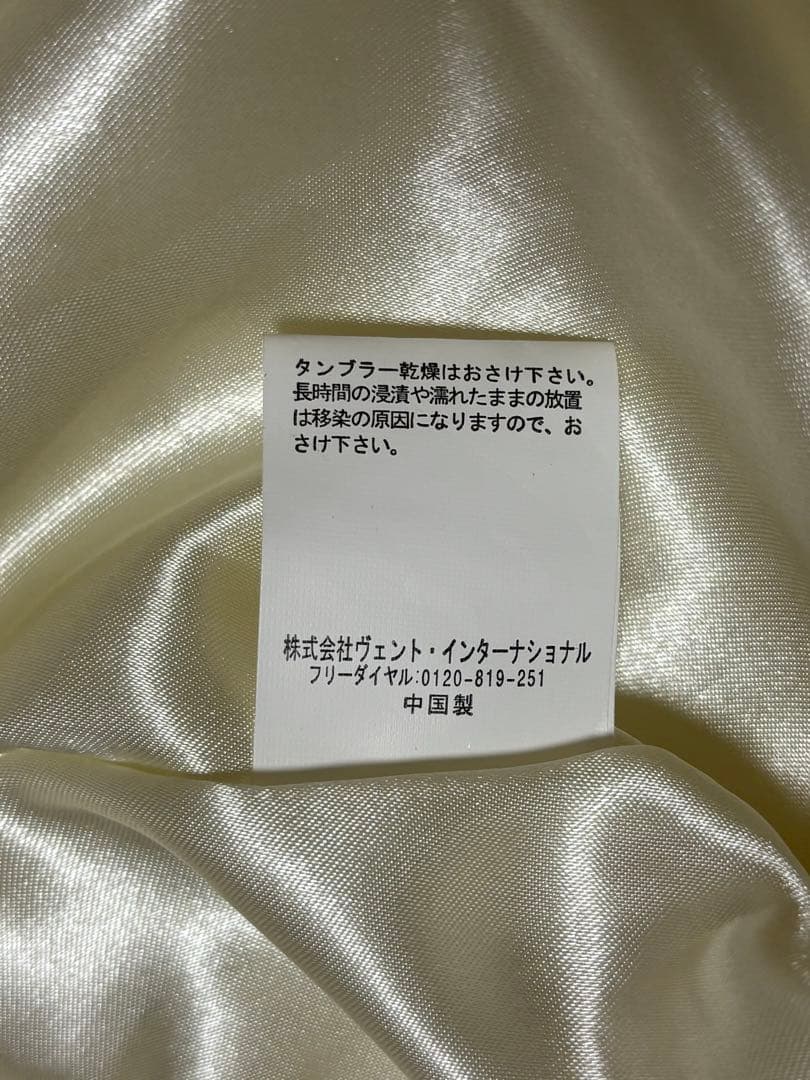 タンブラー乾燥はおさけ下さい。
長時間の浸漬や濡れたままの放置
は移染の原因になりますので、お
さけ下さい。
株式会社ヴェント・インターナショナル
フリーダイヤル:0120-819-251
中国製